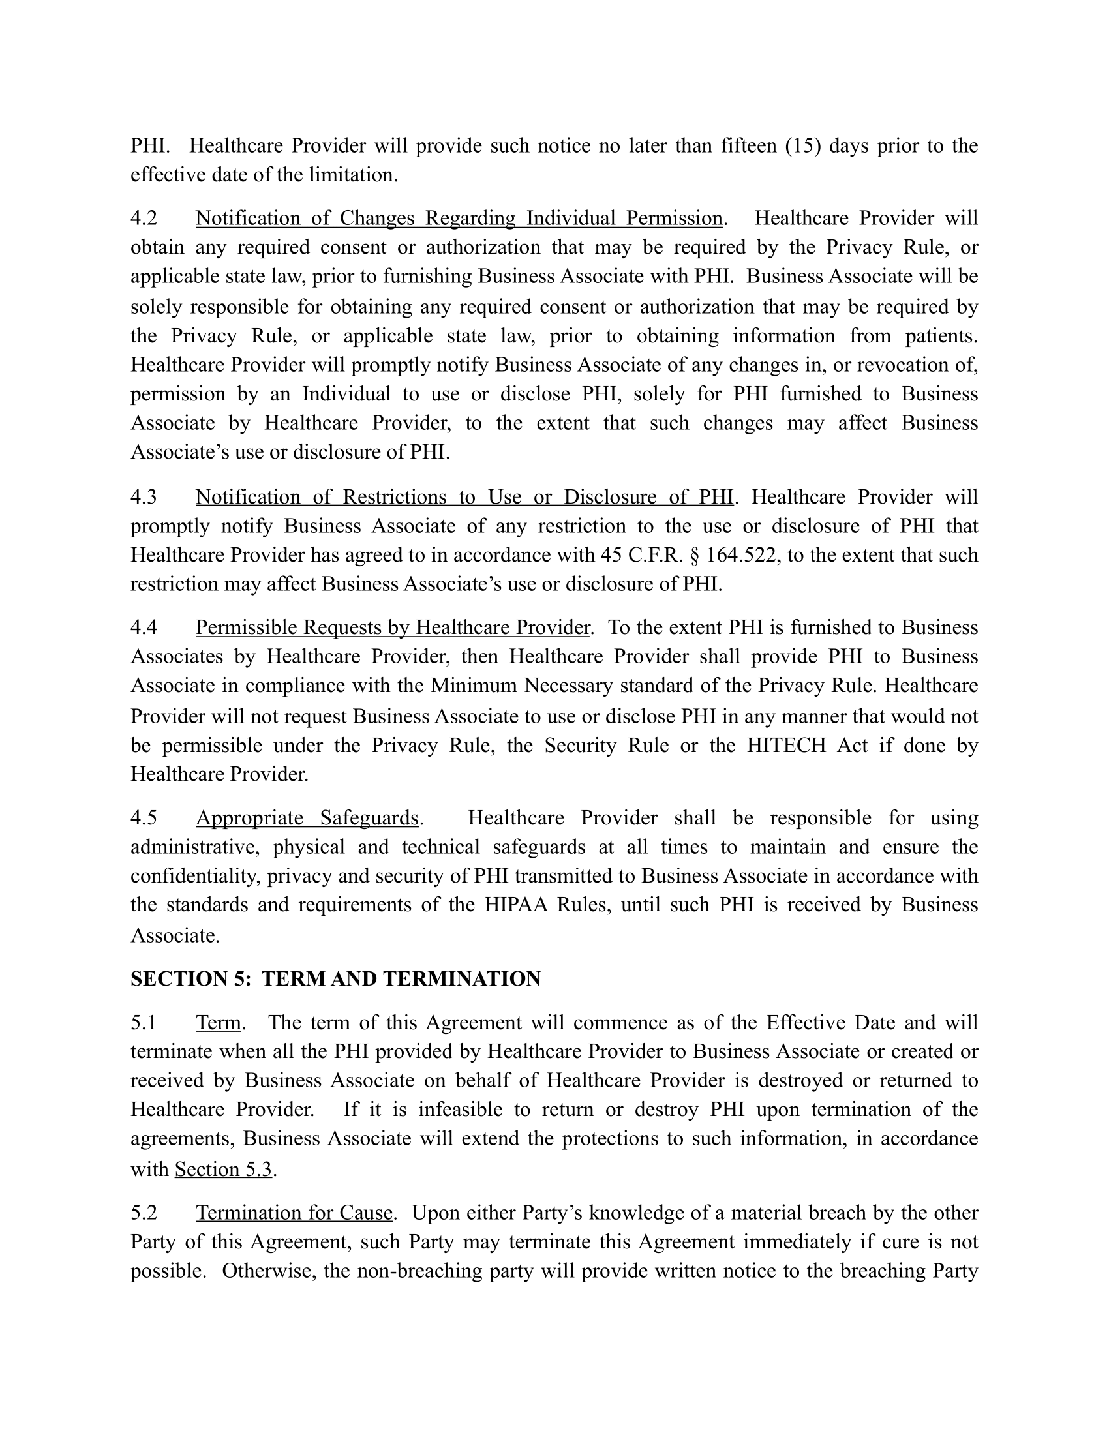 PHI. Healthcare Provider will provide such notice no later than fifteen (15) days prior to the
effective date of the limitation.
4.2 Notification of Changes Regarding Individual Permission. Healthcare Provider will
obtain any required consent or authorization that may be required by the Privacy Rule, or
applicable state law, prior to furnishing Business Associate with PHI. Business Associate will be
solely responsible for obtaining any required consent or authorization that may be required by
the Privacy Rule, or applicable state law, prior to obtaining information from patients.
Healthcare Provider will promptly notify Business Associate of any changes in, or revocation of,
permission by an Individual to use or disclose PHI, solely for PHI furnished to Business
Associate by Healthcare Provider, to the extent that such changes may affect Business
Associate’s use or disclosure of PHI.
4.3 Notification of Restrictions to Use or Disclosure of PHI. Healthcare Provider will
promptly notify Business Associate of any restriction to the use or disclosure of PHI that
Healthcare Provider has agreed to in accordance with 45 C.F.R. § 164.522, to the extent that such
restriction may affect Business Associate’s use or disclosure of PHI.
4.4 Permissible Requests by Healthcare Provider. To the extent PHI is furnished to Business
Associates by Healthcare Provider, then Healthcare Provider shall provide PHI to Business
Associate in compliance with the Minimum Necessary standard of the Privacy Rule. Healthcare
Provider will not request Business Associate to use or disclose PHI in any manner that would not
be permissible under the Privacy Rule, the Security Rule or the HITECH Act if done by
Healthcare Provider.
4.5 Appropriate Safeguards. Healthcare Provider shall be responsible for using
administrative, physical and technical safeguards at all times to maintain and ensure the
confidentiality, privacy and security of PHI transmitted to Business Associate in accordance with
the standards and requirements of the HIPAA Rules, until such PHI is received by Business
Associate.
SECTION 5: TERM AND TERMINATION
5.1 Term. The term of this Agreement will commence as of the Effective Date and will
terminate when all the PHI provided by Healthcare Provider to Business Associate or created or
received by Business Associate on behalf of Healthcare Provider is destroyed or returned to
Healthcare Provider. If it is infeasible to return or destroy PHI upon termination of the
agreements, Business Associate will extend the protections to such information, in accordance
with Section 5.3.
5.2 Termination for Cause. Upon either Party’s knowledge of a material breach by the other
Party of this Agreement, such Party may terminate this Agreement immediately if cure is not
possible. Otherwise, the non-breaching party will provide written notice to the breaching Party